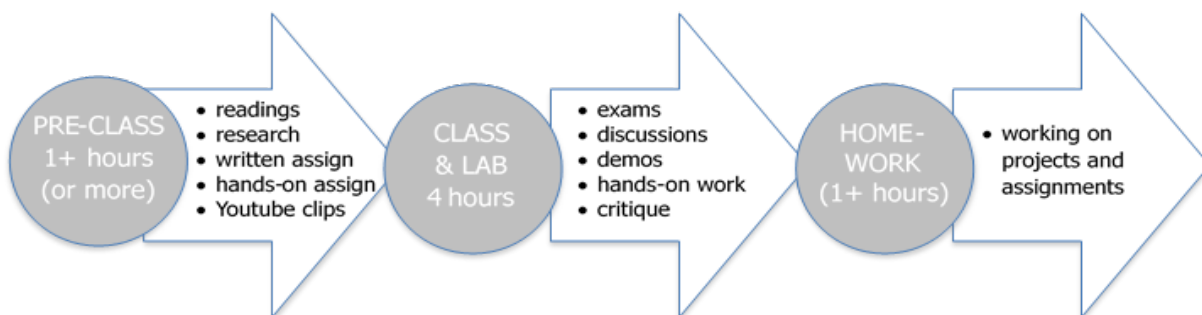 PRE-CLASS
1+ hours
(or more)
• readings
• research
• written assign
• hands-on assign
• Youtube clips
CLASS
& LAB
4 hours
• exams
• discussions
• demos
• hands-on work
• critique
HOME-
WORK
(1+ hours)
• working on
projects and
assignments